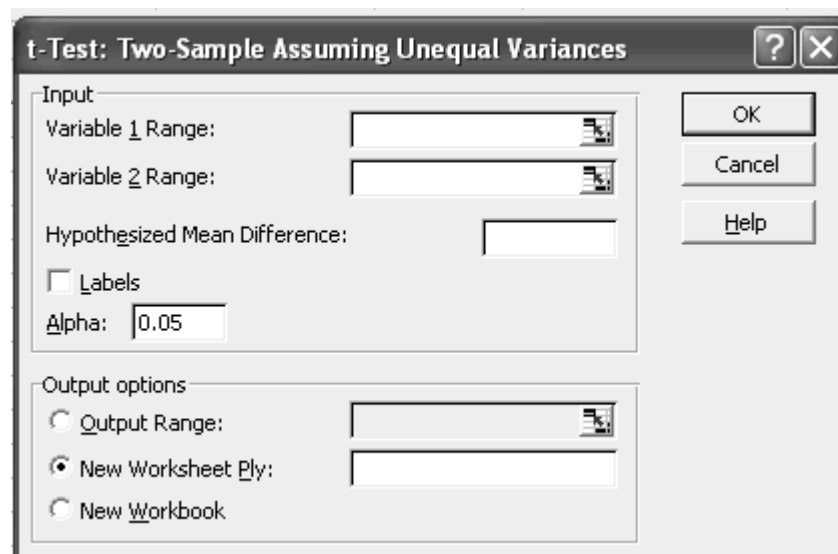 t-Test: Two-Sample Assuming Unequal Variances
Input
Variable 1 Range:
Variable 2 Range:
Hypothesized Mean Difference:
Labels
Alpha: 0.05
OK
Cancel
Help
Output options
Output Range:
New Worksheet Ply:
New Workbook